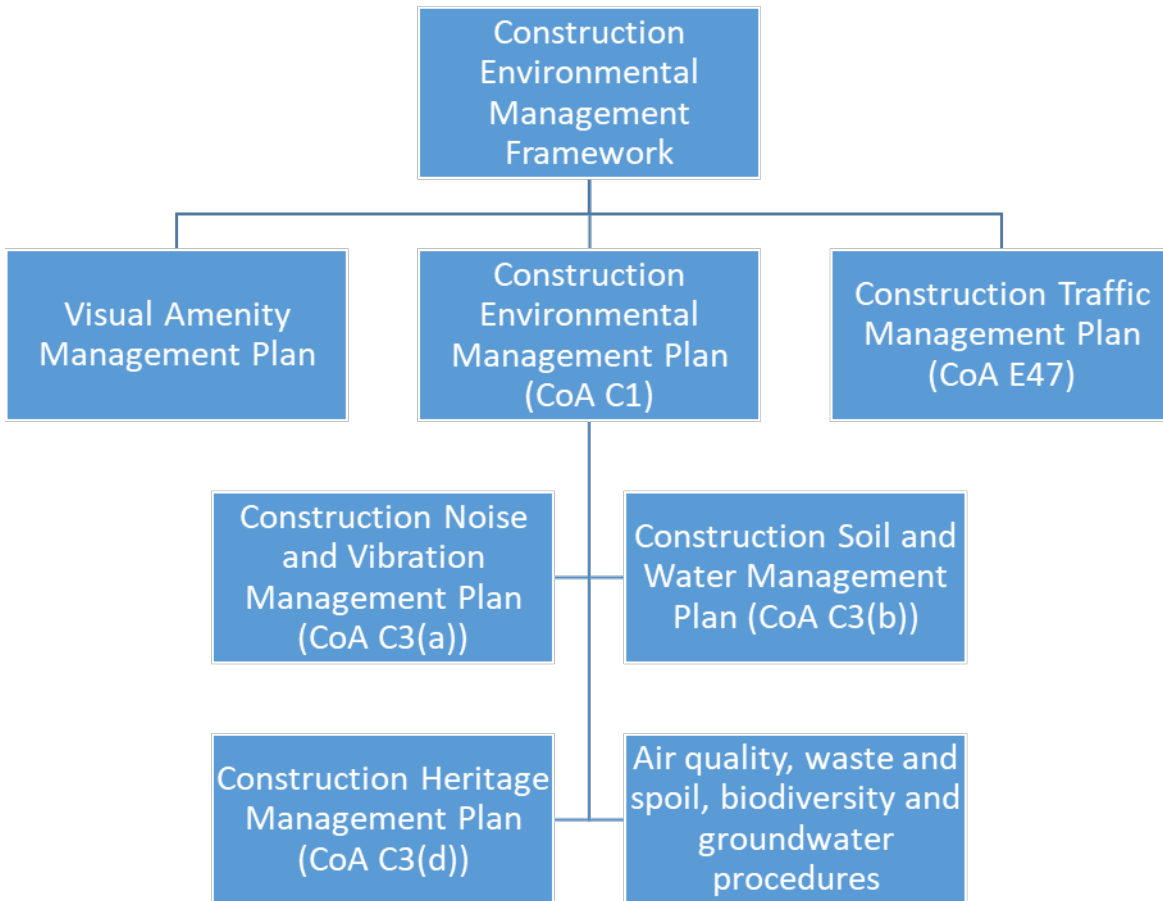 Construction
Environmental
Management
Framework
Visual Amenity
Management Plan
Construction
Environmental
Management Plan
(CoA C1)
Construction Traffic
Management Plan
(CoA E47)
Construction Noise
and Vibration
Management Plan
(CoA C3(a))
Construction Soil and
Water Management
Plan (CoA C3(b))
Construction Heritage
Management Plan
(CoA C3(d))
Air quality, waste and
spoil, biodiversity and
groundwater
procedures